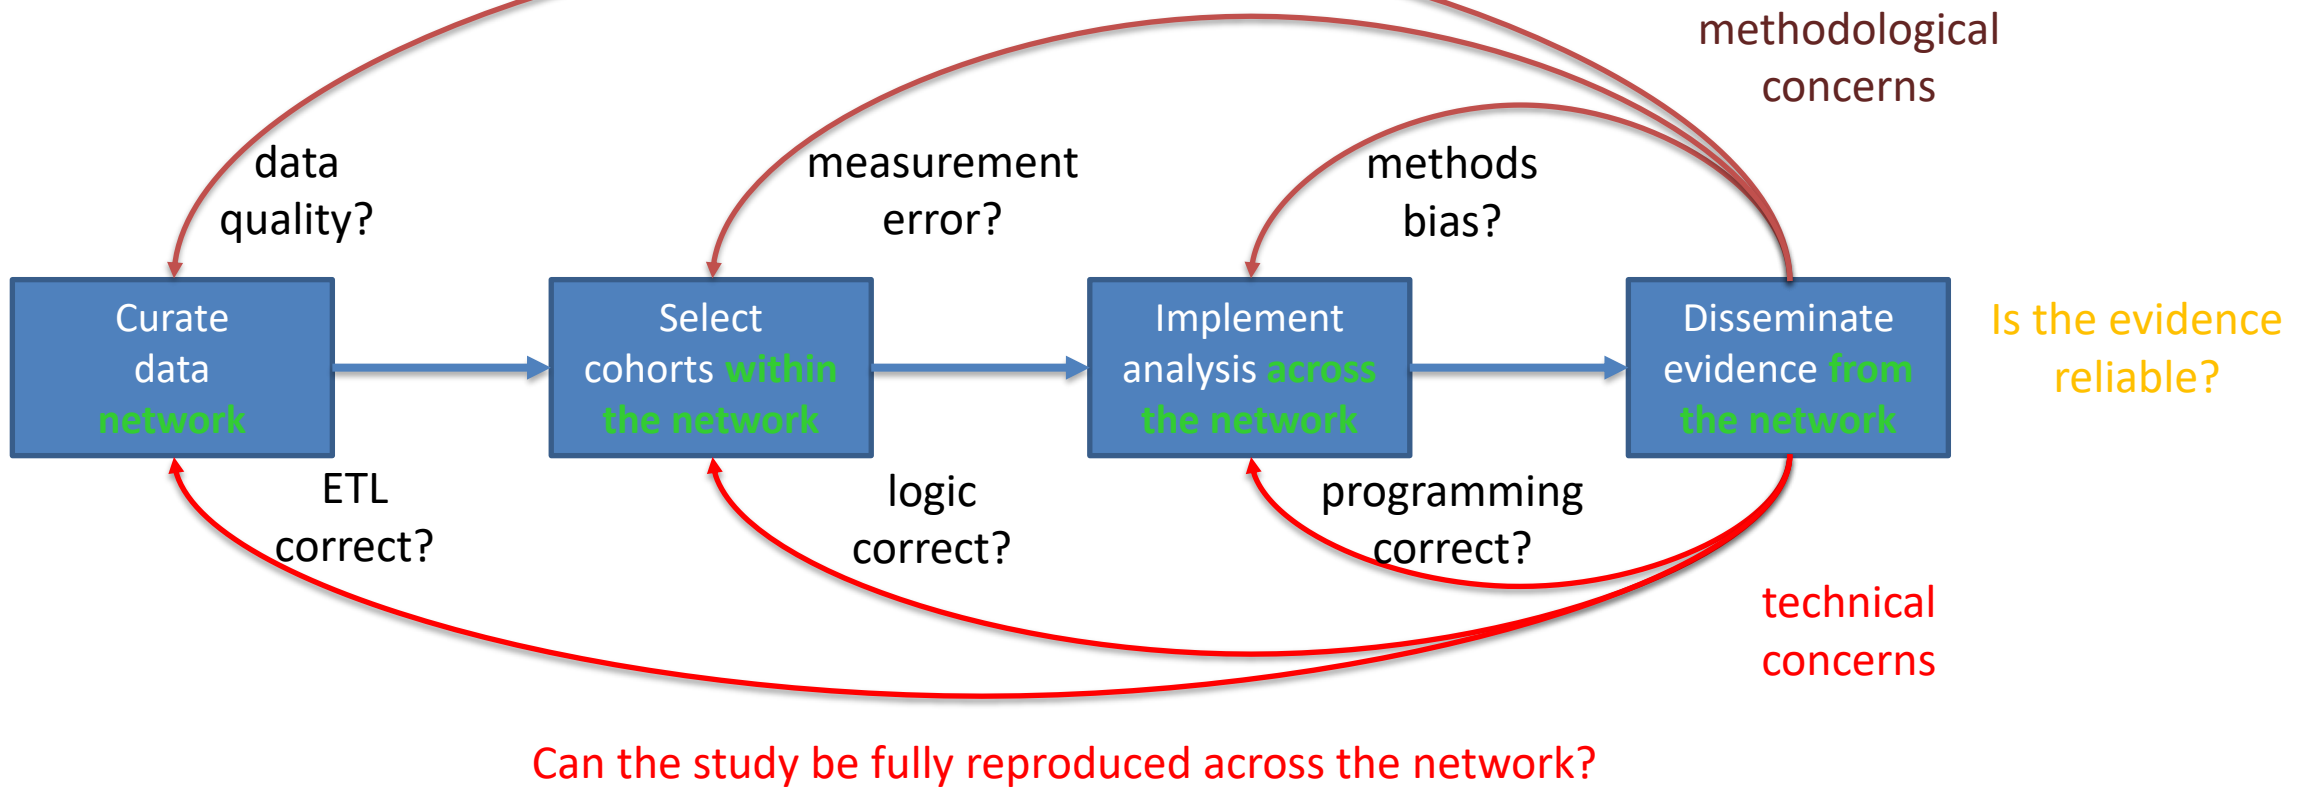 methodological
concerns
data
quality?
measurement
error?
methods
bias?
Curate
data
network
Select
cohorts within
the network
Implement
analysis across
the network
Disseminate
evidence from
the network
Is the evidence
reliable?
ETL
correct?
logic
correct?
programming
correct?
technical
concerns
Can the study be fully reproduced across the network?